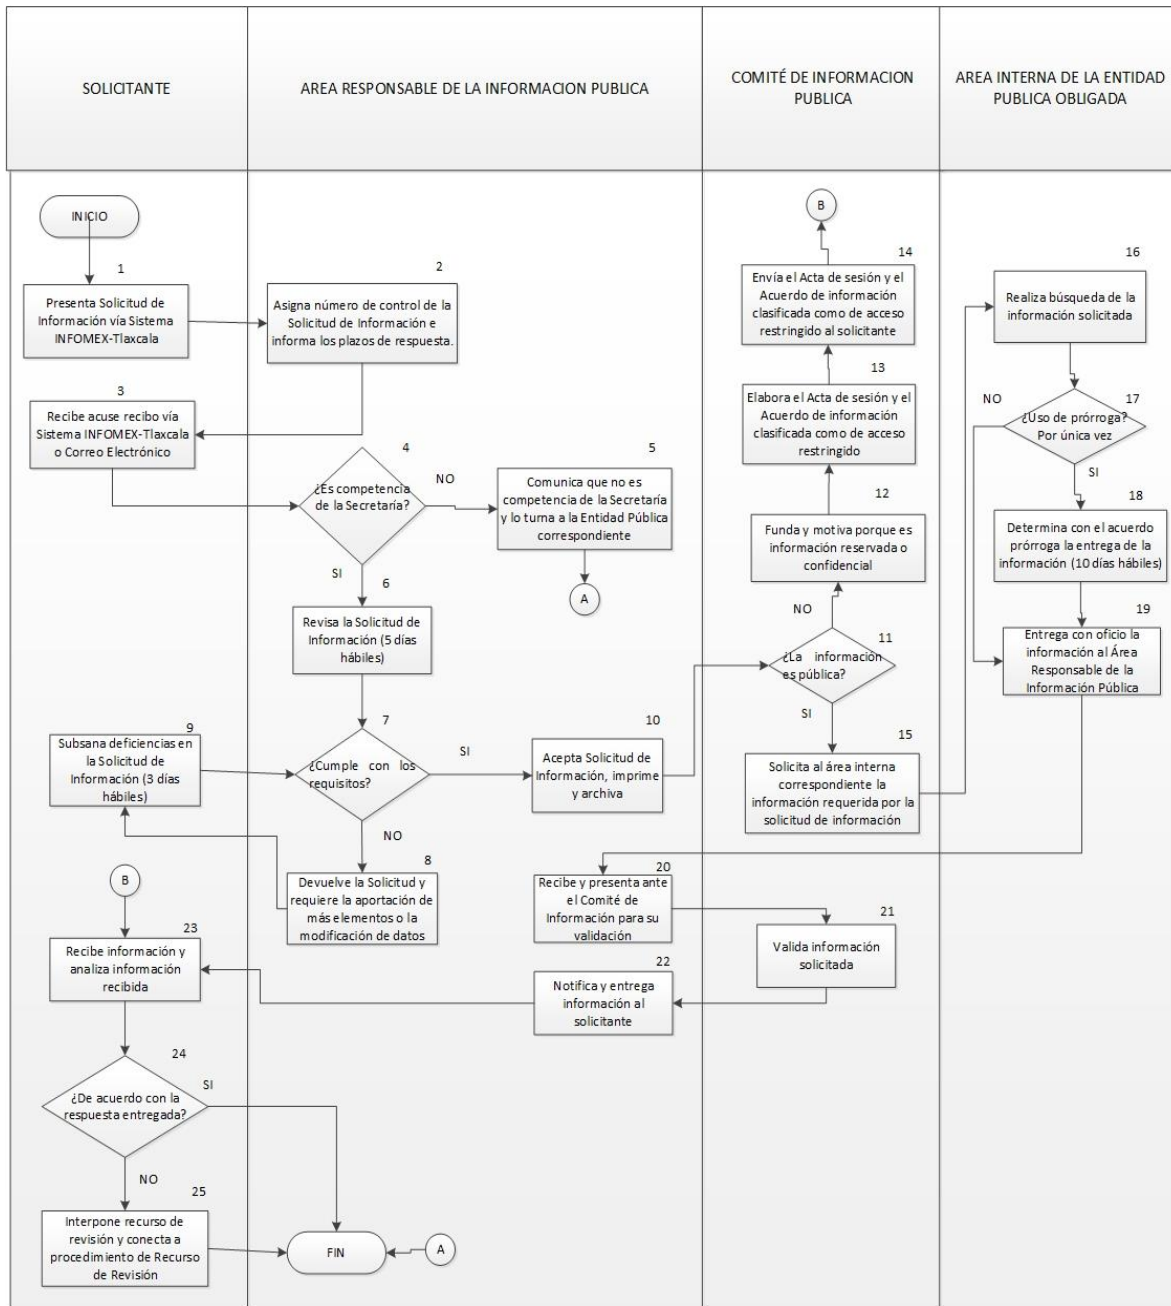 SOLICITANTE
AREA RESPONSABLE DE LA INFORMACION PUBLICA
COMITÉ DE INFORMACION
PUBLICA
AREA INTERNA DE LA ENTIDAD
PUBLICA OBLIGADA
INICIO
1
Presenta Solicitud de
Información vía Sistema
INFOMEX-Tlaxcala
2
Asigna número de control de la
Solicitud de Información e
informa los plazos de respuesta.
3
Recibe acuse recibo vía
Sistema INFOMEX-Tlaxcala
o Correo Electrónico
4
¿Es competencia
de la Secretaría?
NO
SI
5
Comunica que no es
competencia de la Secretaría
y lo turna a la Entidad Pública
correspondiente
A
6
Revisa la Solicitud de
Información (5 días
hábiles)
7
¿Cumple con los
requisitos?
SI
NO
8
Devuelve la Solicitud y
requiere la aportación de
más elementos o la
modificación de datos
9
Subsana deficiencias en
la Solicitud de
Información (3 días
hábiles)
10
Acepta Solicitud de
Información, imprime
y archiva
11
¿La información
es pública?
NO
SI
12
Funda y motiva porque es
información reservada o
confidencial
13
Elabora el Acta de sesión y el
Acuerdo de información
clasificada como de acceso
restringido
14
Envía el Acta de sesión y el
Acuerdo de información
clasificada como de acceso
restringido al solicitante
B
15
Solicita al área interna
correspondiente la
información requerida por la
solicitud de información
16
Realiza búsqueda de la
información solicitada
17
¿Uso de prórroga?
Por única vez
NO
SI
18
Determina con el acuerdo
prórroga la entrega de la
información (10 días hábiles)
19
Entrega con oficio la
información al Área
Responsable de la
Información Pública
20
Recibe y presenta ante
el Comité de
Información para su
validación
21
Valida información
solicitada
22
Notifica y entrega
información al
solicitante
B
23
Recibe información y
analiza información
recibida
24
¿De acuerdo con la
respuesta entregada?
SI
NO
25
Interpone recurso de
revisión y conecta a
procedimiento de Recurso
de Revisión
FIN
A